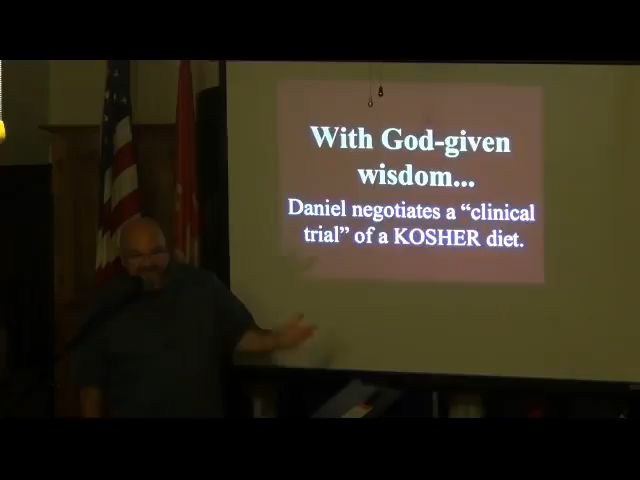 With God-given
wisdom...
Daniel negotiates a “clinical
trial” of a KOSHER diet.